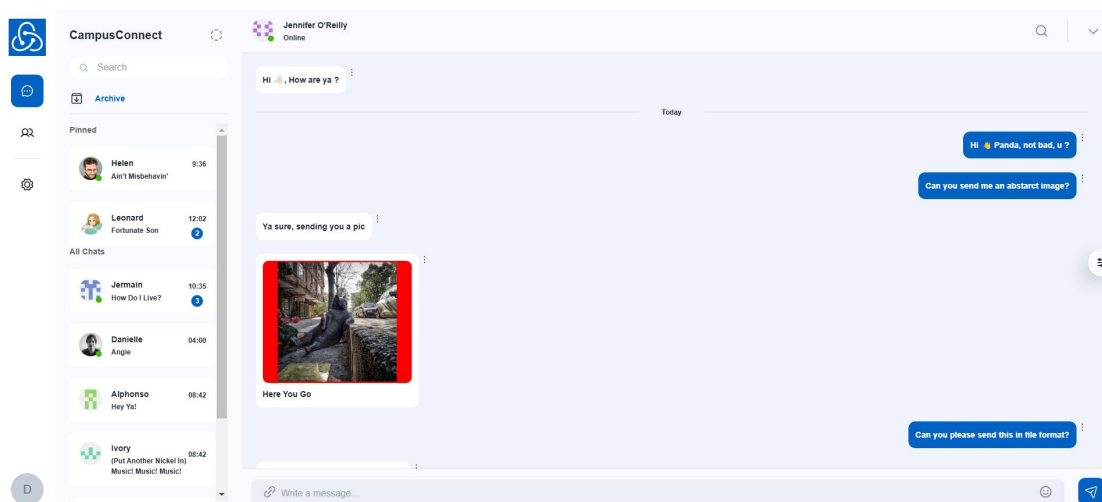 CampusConnect
Search
Archive
Pinned
Helen
9:36
Ain't Misbehavin'
Leonard
12:02
Fortunate Son
2
All Chats
Jermain
10:35
How Do I Live?
3
Danielle
04:00
Angie
Alphonso
08:42
Hey Ya!
Ivory
08:42
(Put Another Nickel In)
Music! Music! Music!
D
Jennifer O'Reilly
Online
Hi 👋🏻, How are ya ?
Today
Hi 👋 Panda, not bad, u ?
Can you send me an abstarct image?
Ya sure, sending you a pic
Here You Go
Can you please send this in file format?
Write a message...